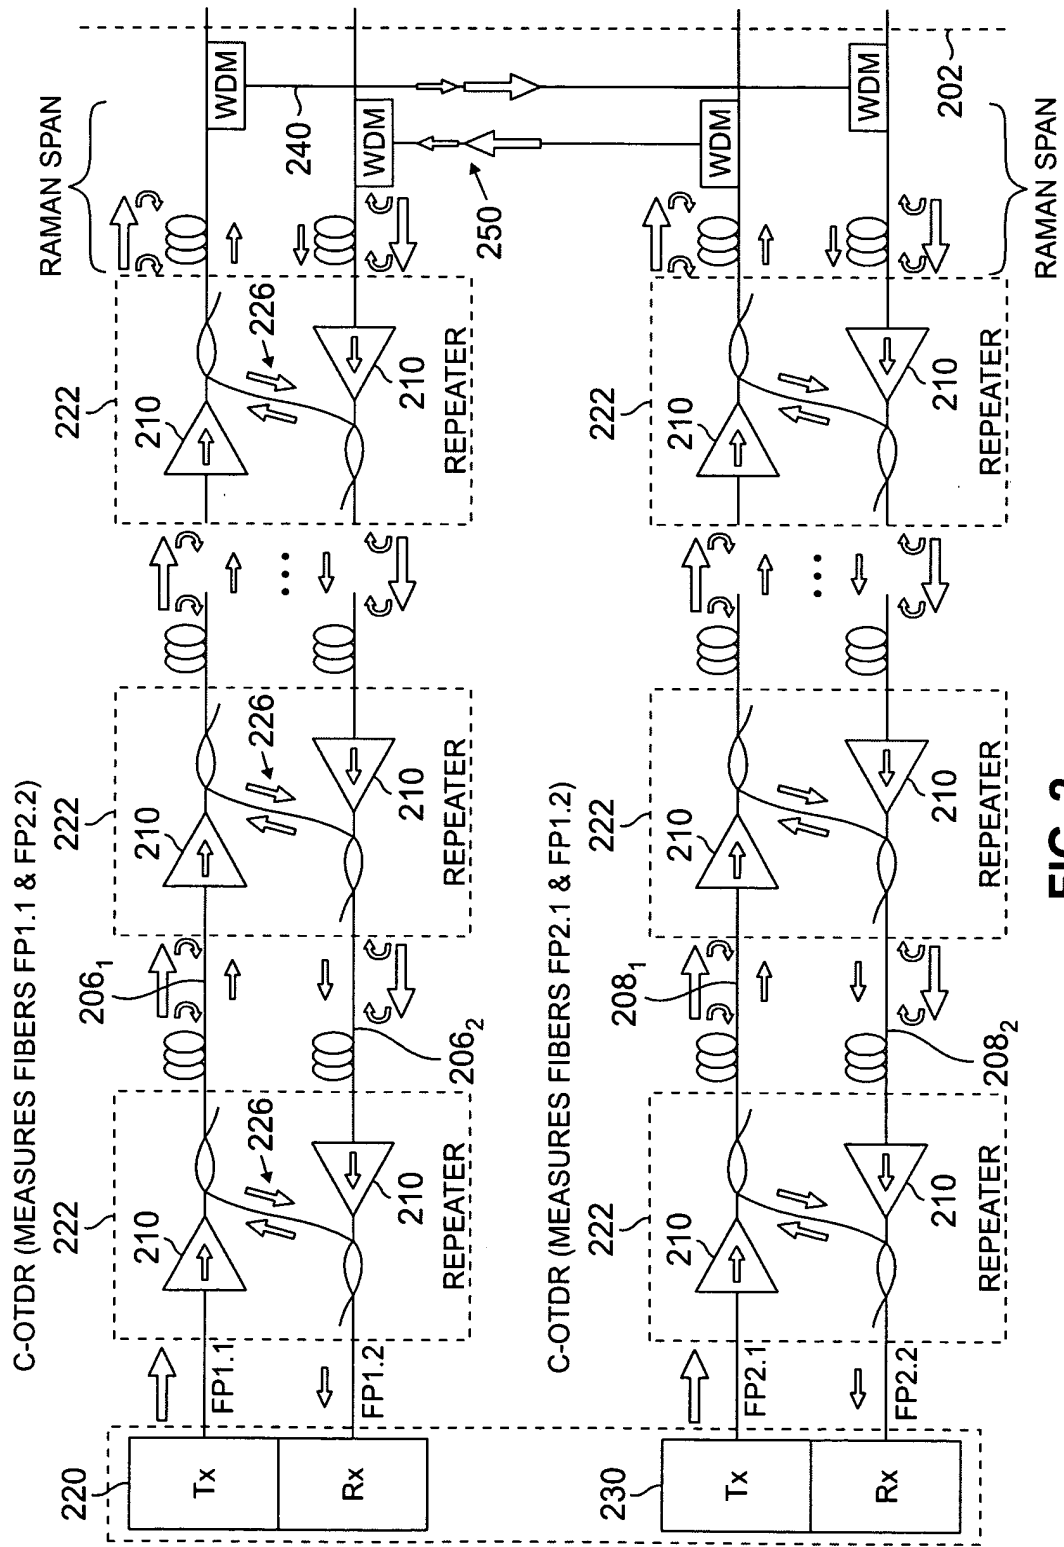 C-OTDR (MEASURES FIBERS FP1.1 & FP2.2)
RAMAN SPAN
220
222
222
222
206₁
210
210
210
226
226
226
240
Tx
FP1.1
WDM
Rx
FP1.2
WDM
210
210
210
REPEATER
REPEATER
REPEATER
206₂
250
C-OTDR (MEASURES FIBERS FP2.1 & FP1.2)
230
222
222
222
208₁
210
210
210
Tx
FP2.1
WDM
Rx
FP2.2
WDM
210
210
210
REPEATER
REPEATER
REPEATER
208₂
202
RAMAN SPAN
FIG.